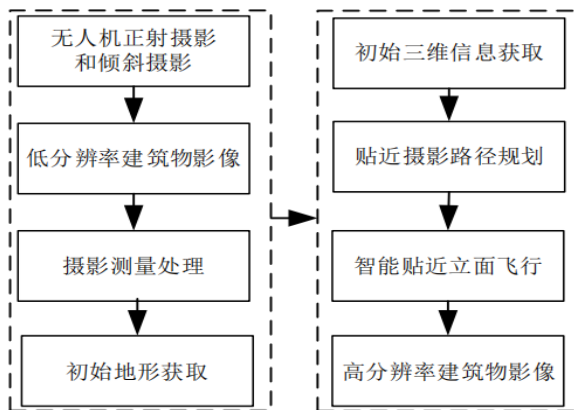 无人机正射摄影
和倾斜摄影
低分辨率建筑物影像
摄影测量处理
初始地形获取
初始三维信息获取
贴近摄影路径规划
智能贴近立面飞行
高分辨率建筑物影像